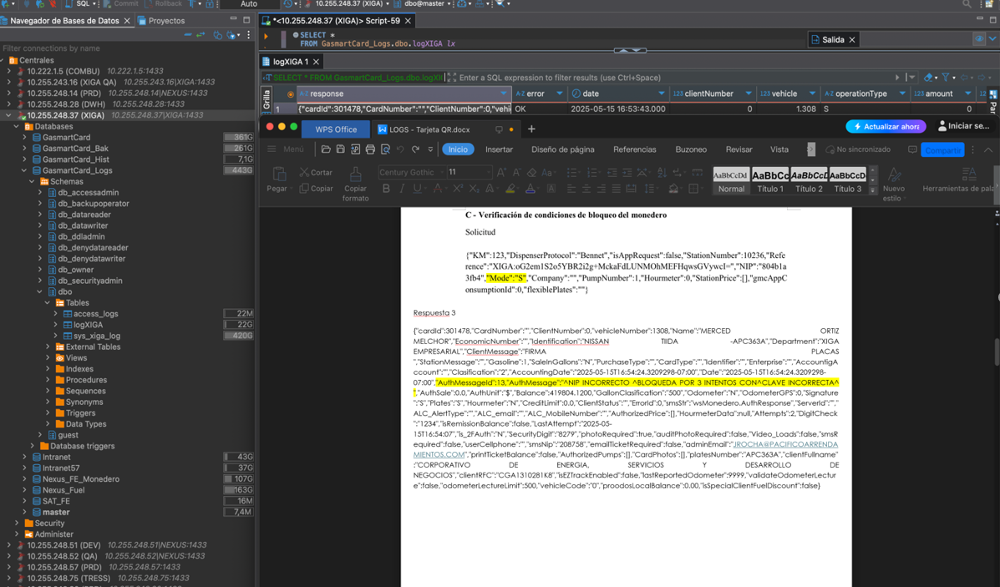 SQL
Commit
Rollback
T
Auto
10.255.248.37 (XIGA)
dbo@master
Navegador de Bases de Datos
Proyectos
Filter connections by name
Centrales
10.222.1.5 (COMBU) 10.222.1.5:1433
10.255.243.16 (XIGA QA) 10.255.243.16\XIGA:1433
10.255.248.14 (PRD) 10.255.248.14\NEXUS:1433
10.255.248.28 (DWH) 10.255.248.28:1433
10.255.248.37 (XIGA) 10.255.248.37\XIGA:1433
Databases
GasmartCard 361G
GasmartCard_Bak 261G
GasmartCard_Hist 7,1G
GasmartCard_Logs 443G
Schemas
db_accessadmin
db_backupoperator
db_datareader
db_datawriter
db_ddladmin
db_denydatareader
db_denydatawriter
db_owner
db_securityadmin
dbo
Tables
access_logs 22M
logXIGA 22G
sys_xiga_log 420G
External Tables
Views
Indexes
Procedures
Sequences
Synonyms
Triggers
Data Types
guest
Database triggers
Intranet 43G
Intranet57 37G
Nexus_FE_Monedero 107G
Nexus_Fuel 163G
SAT_FE 16M
master 7,4M
Security
Administer
10.255.248.51 (DEV) 10.255.248.51\NEXUS:1433
10.255.248.52 (QA) 10.255.248.52\NEXUS:1433
10.255.248.57 (PRD) 10.255.248.57:1433
10.255.248.75 (TRESS) 10.255.248.75:1433
*<10.255.248.37 (XIGA)> Script-59
SELECT *
FROM GasmartCard_Logs.dbo.logXIGA lx
Salida
logXIGA 1
SELECT * FROM GasmartCard_Logs.dbo.logXI
Enter a SQL expression to filter results (use Ctrl+Space)
Grilla
A-Z response
A-Z error
date
123 clientNumber
123 vehicle
A-Z operationType
123 amount
123
1 {"cardId":301478,"CardNumber":"","ClientNumber":0,"vehi OK 2025-05-15 16:53:43.000 0 1.308 S 0
WPS Office
LOGS - Tarjeta QR.docx
Actualizar ahora
Iniciar se...
Menú
Inicio
Insertar
Diseño de página
Referencias
Buzoneo
Revisar
Vista
No sincronizado
Compartir
Pegar
Cortar
Copiar
Copiar
formato
Century Gothic
11
AaBbCcDd
Normal
AaBbCc
Título 1
AaBbCcD
Título 2
AaBbCcD
Título 3
Nuevo
estilo
Herramientas de pala
C - Verificación de condiciones de bloqueo del monedero
Solicitud
{"KM":123,"DispenserProtocol":"Bennet","isAppRequest":false,"StationNumber":10236,"Refe
rence":"XIGA:oG2em1S2o5YBR2i2g+MckaFdLUNMOhMEFHqwsGVywcI=","NIP":"804b1a
3fb4","Mode":"S","Company":"","PumpNumber":1,"Hourmeter":0,"StationPrice":[],"gmcAppC
onsumptionId":0,"flexiblePlates":""}
Respuesta 3
{"cardId":301478,"CardNumber":"","ClientNumber":0,"vehicleNumber":1308,"Name":"MERCED ORTIZ
MELCHOR","EconomicNumber":"","Identification":"NISSAN TIIDA -APC363A","Department":"XIGA
EMPRESARIAL","ClientMessage":"FIRMA PLACAS
","StationMessage":"","Gasoline":1,"SaleInGallons":"N","PurchaseType":"","CardType":"","Identifier":"","Enterprise":"","AccountigA
ccount":"","Clasification":"2","AccountingDate":"2025-05-15T16:54:24.3209298-07:00","Date":"2025-05-15T16:54:24.3209298-
07:00","AuthMessageId":13,"AuthMessage":"^NIP INCORRECTO ^BLOQUEADA POR 3 INTENTOS CON^CLAVE INCORRECTA^
","AuthSale":0.0,"AuthUnit":"$","Balance":419804.1200,"GallonClasification":"500","Odometer":"N","OdometerGPS":0,"Signature
":"S","Plates":"S","Hourmeter":"N","CreditLimit":0.0,"ClientStatus":"","ErrorId":0,"smsStr":"wsMonedero.AuthResponse","ServerId":"","
ALC_AlertType":"","ALC_email":"","ALC_MobileNumber":"","AuthorizedPrice":[],"HourmeterData":null,"Attempts":2,"DigitCheck
":"1234","isRemissionBalance":false,"LastAttempt":"2025-05-
15T16:54:07","is_2FAuth":"N","SecurityDigit":"8279","photoRequired":true,"auditPhotoRequired":false,"Video_Loads":false,"smsR
equired":false,"userCellphone":"","smsNip":"208758","emailTicketRequired":false,"adminEmail":"JROCHA@PACIFICOARRENDA
MIENTOS.COM","printTicketBalance":false,"AuthorizedPumps":[],"CardPhotos":[],"platesNumber":"APC363A","clientFullname"
:"CORPORATIVO DE ENERGIA, SERVICIOS Y DESARROLLO DE
NEGOCIOS","clientRFC":"CGA1310281K8","isEZTrackEnabled":false,"lastReportedOdometer":9999,"validateOdometerLectur
e":false,"odometerLectureLimit":500,"vehicleCode":"0","proodosLocalBalance":0.00,"isSpecialClientFuelDiscount":false}